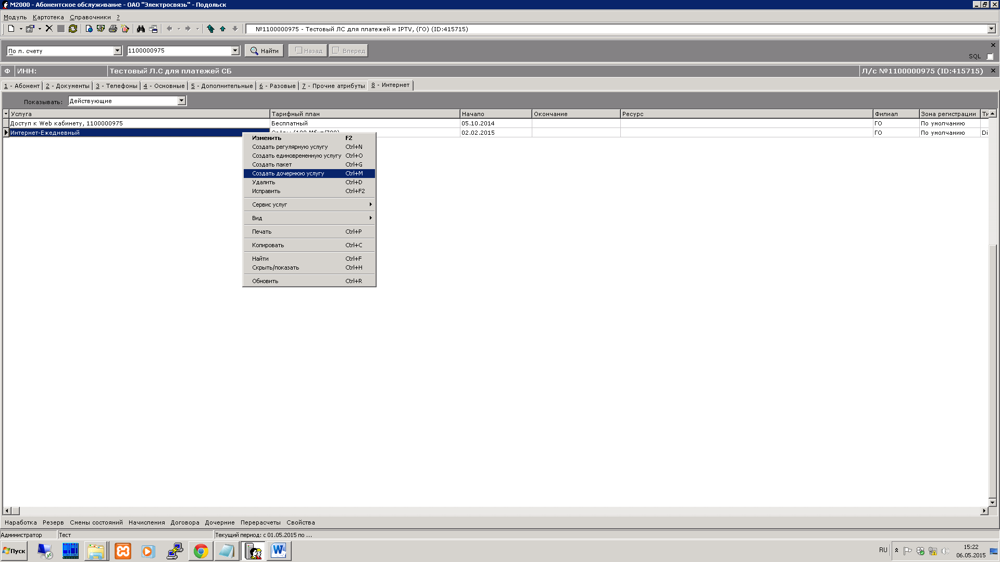 М2000 - Абонентское обслуживание - ОАО "Электросвязь" - Подольск
Модуль Картотека Справочники ?
№1100000975 - Тестовый ЛС для платежей и IPTV, (ГО) (ID:415715)
По л. счету 1100000975 Найти Назад Вперед
SQL
Ф ИНН: Тестовый Л.С для платежей СБ Л/с №1100000975 (ID:415715)
1 - Абонент 2 - Документы 3 - Телефоны 4 - Основные 5 - Дополнительные 6 - Разовые 7 - Прочие атрибуты 8 - Интернет
Показывать: Действующие
Услуга Тарифный план Начало Окончание Ресурс Филиал Зона регистрации Ти
Доступ к Web кабинету, 1100000975 Бесплатный 05.10.2014 ГО По умолчанию
Интернет-Ежедневный 02.02.2015 ГО По умолчанию Di
Изменить F2
Создать регулярную услугу Ctrl+N
Создать единовременную услугу Ctrl+O
Создать пакет Ctrl+G
Создать дочернюю услугу Ctrl+M
Удалить Ctrl+D
Исправить Ctrl+F2
Сервис услуг
Вид
Печать Ctrl+P
Копировать Ctrl+C
Найти Ctrl+F
Скрыть/показать Ctrl+H
Обновить Ctrl+R
Наработка Резерв Смены состояний Начисления Договора Дочерние Перерасчеты Свойства
Администратор Тест Текущий период: с 01.05.2015 по ...
Пуск RU 15:22
06.05.2015